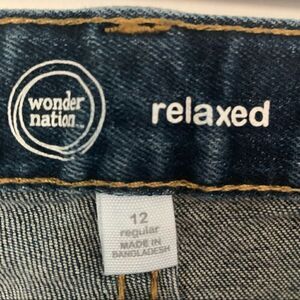 wonder
nation
relaxed
12
regular
MADE IN
BANGLADESH